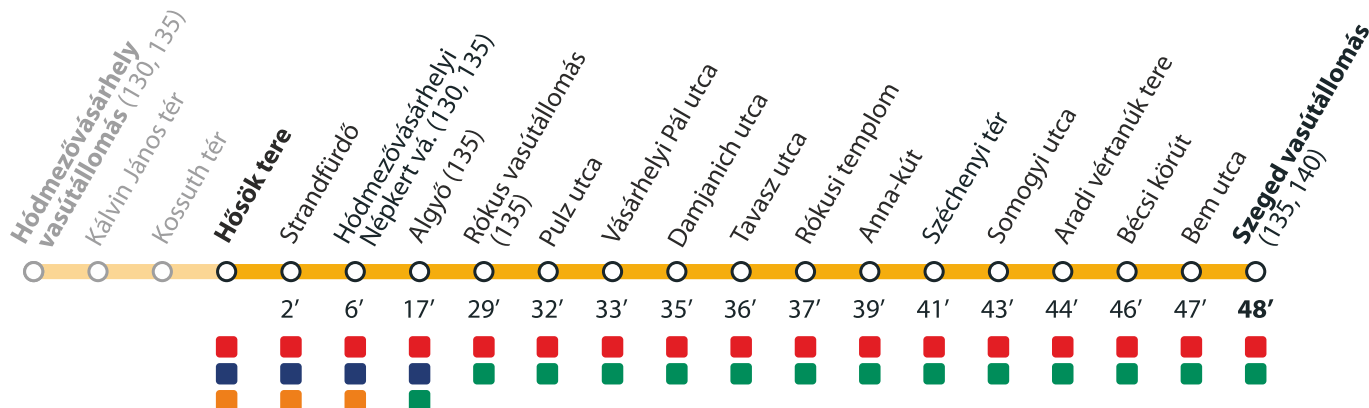 Hódmezővásárhely
vasútállomás (130, 135)
Kálvin János tér
Kossuth tér
Hősök tere
Strandfürdő
Hódmezővásárhelyi
Népkert vá. (130, 135)
Algyő (135)
Rókus vasútállomás
(135)
Pulz utca
Vásárhelyi Pál utca
Damjanich utca
Tavasz utca
Rókusi templom
Anna-kút
Széchenyi tér
Somogyi utca
Aradi vértanúk tere
Bécsi körút
Bem utca
Szeged vasútállomás
(135, 140)
2’ 6’ 17’ 29’ 32’ 33’ 35’ 36’ 37’ 39’ 41’ 43’ 44’ 46’ 47’ 48’